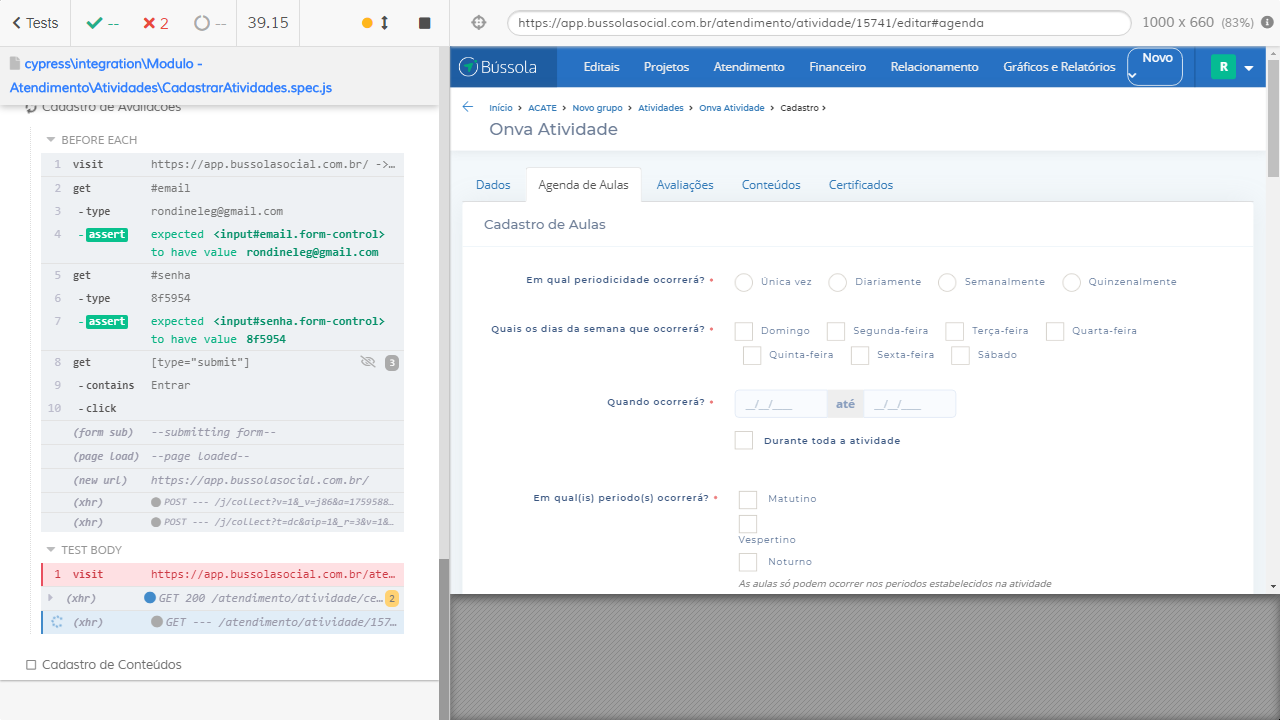 Tests
--
2
--
39.15
cypress\integration\Modulo -
Atendimento\Atividades\CadastrarAtividades.spec.js
Cadastro de Avaliacões
BEFORE EACH
1 visit https://app.bussolasocial.com.br/ ->…
2 get #email
3 -type rondineleg@gmail.com
4 -assert expected <input#email.form-control>
to have value rondineleg@gmail.com
5 get #senha
6 -type 8f5954
7 -assert expected <input#senha.form-control>
to have value 8f5954
8 get [type="submit"] 3
9 -contains Entrar
10 -click
(form sub) --submitting form--
(page load) --page loaded--
(new url) https://app.bussolasocial.com.br/
(xhr) POST --- /j/collect?v=1&_v=j86&a=1759588…
(xhr) POST --- /j/collect?t=dc&aip=1&_r=3&v=1&…
TEST BODY
1 visit https://app.bussolasocial.com.br/ate…
(xhr) GET 200 /atendimento/atividade/ce… 2
(xhr) GET --- /atendimento/atividade/157…
Cadastro de Conteúdos
https://app.bussolasocial.com.br/atendimento/atividade/15741/editar#agenda
1000 x 660 (83%)
Bússola
Editais Projetos Atendimento Financeiro Relacionamento Gráficos e Relatórios Novo R
Início > ACATE > Novo grupo > Atividades > Onva Atividade > Cadastro >
Onva Atividade
Dados Agenda de Aulas Avaliações Conteúdos Certificados
Cadastro de Aulas
Em qual periodicidade ocorrerá? * Única vez Diariamente Semanalmente Quinzenalmente
Quais os dias da semana que ocorrerá? * Domingo Segunda-feira Terça-feira Quarta-feira
Quinta-feira Sexta-feira Sábado
Quando ocorrerá? * __/__/____ até __/__/____
Durante toda a atividade
Em qual(is) periodo(s) ocorrerá? * Matutino
Vespertino
Noturno
As aulas só podem ocorrer nos periodos estabelecidos na atividade